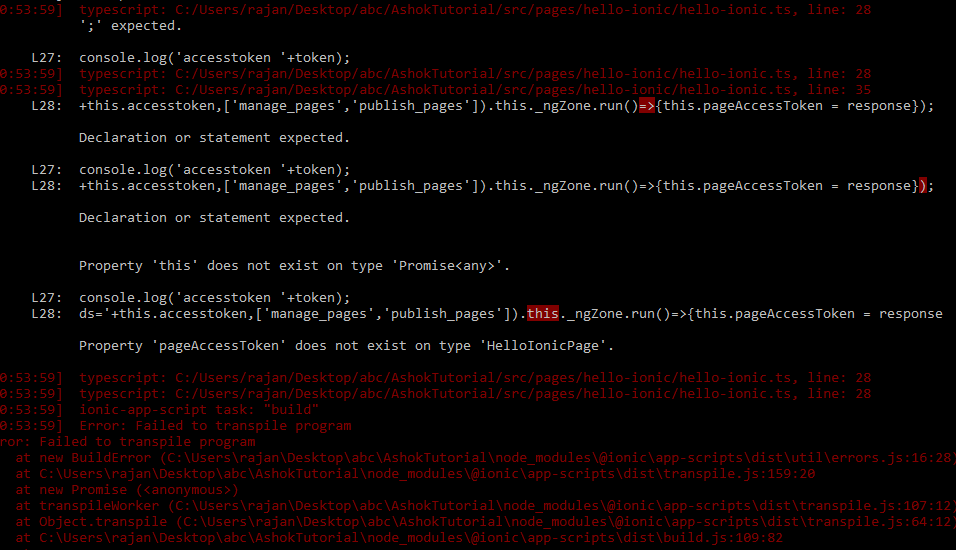 0:53:59]  typescript: C:/Users/rajan/Desktop/abc/AshokTutorial/src/pages/hello-ionic/hello-ionic.ts, line: 28
';' expected.
L27:  console.log('accesstoken '+token);
0:53:59]  typescript: C:/Users/rajan/Desktop/abc/AshokTutorial/src/pages/hello-ionic/hello-ionic.ts, line: 28
0:53:59]  typescript: C:/Users/rajan/Desktop/abc/AshokTutorial/src/pages/hello-ionic/hello-ionic.ts, line: 35
L28:  +this.accesstoken,['manage_pages','publish_pages']).this._ngZone.run()=>{this.pageAccessToken = response});
Declaration or statement expected.
L27:  console.log('accesstoken '+token);
L28:  +this.accesstoken,['manage_pages','publish_pages']).this._ngZone.run()=>{this.pageAccessToken = response});
Declaration or statement expected.
Property 'this' does not exist on type 'Promise<any>'.
L27:  console.log('accesstoken '+token);
L28:  ds='+this.accesstoken,['manage_pages','publish_pages']).this._ngZone.run()=>{this.pageAccessToken = response
Property 'pageAccessToken' does not exist on type 'HelloIonicPage'.
0:53:59]  typescript: C:/Users/rajan/Desktop/abc/AshokTutorial/src/pages/hello-ionic/hello-ionic.ts, line: 28
0:53:59]  typescript: C:/Users/rajan/Desktop/abc/AshokTutorial/src/pages/hello-ionic/hello-ionic.ts, line: 28
0:53:59]  ionic-app-script task: "build"
0:53:59]  Error: Failed to transpile program
ror: Failed to transpile program
at new BuildError (C:\Users\rajan\Desktop\abc\AshokTutorial\node_modules\@ionic\app-scripts\dist\util\errors.js:16:28)
at C:\Users\rajan\Desktop\abc\AshokTutorial\node_modules\@ionic\app-scripts\dist\transpile.js:159:20
at new Promise (<anonymous>)
at transpileWorker (C:\Users\rajan\Desktop\abc\AshokTutorial\node_modules\@ionic\app-scripts\dist\transpile.js:107:12)
at Object.transpile (C:\Users\rajan\Desktop\abc\AshokTutorial\node_modules\@ionic\app-scripts\dist\transpile.js:64:12)
at C:\Users\rajan\Desktop\abc\AshokTutorial\node_modules\@ionic\app-scripts\dist\build.js:109:82